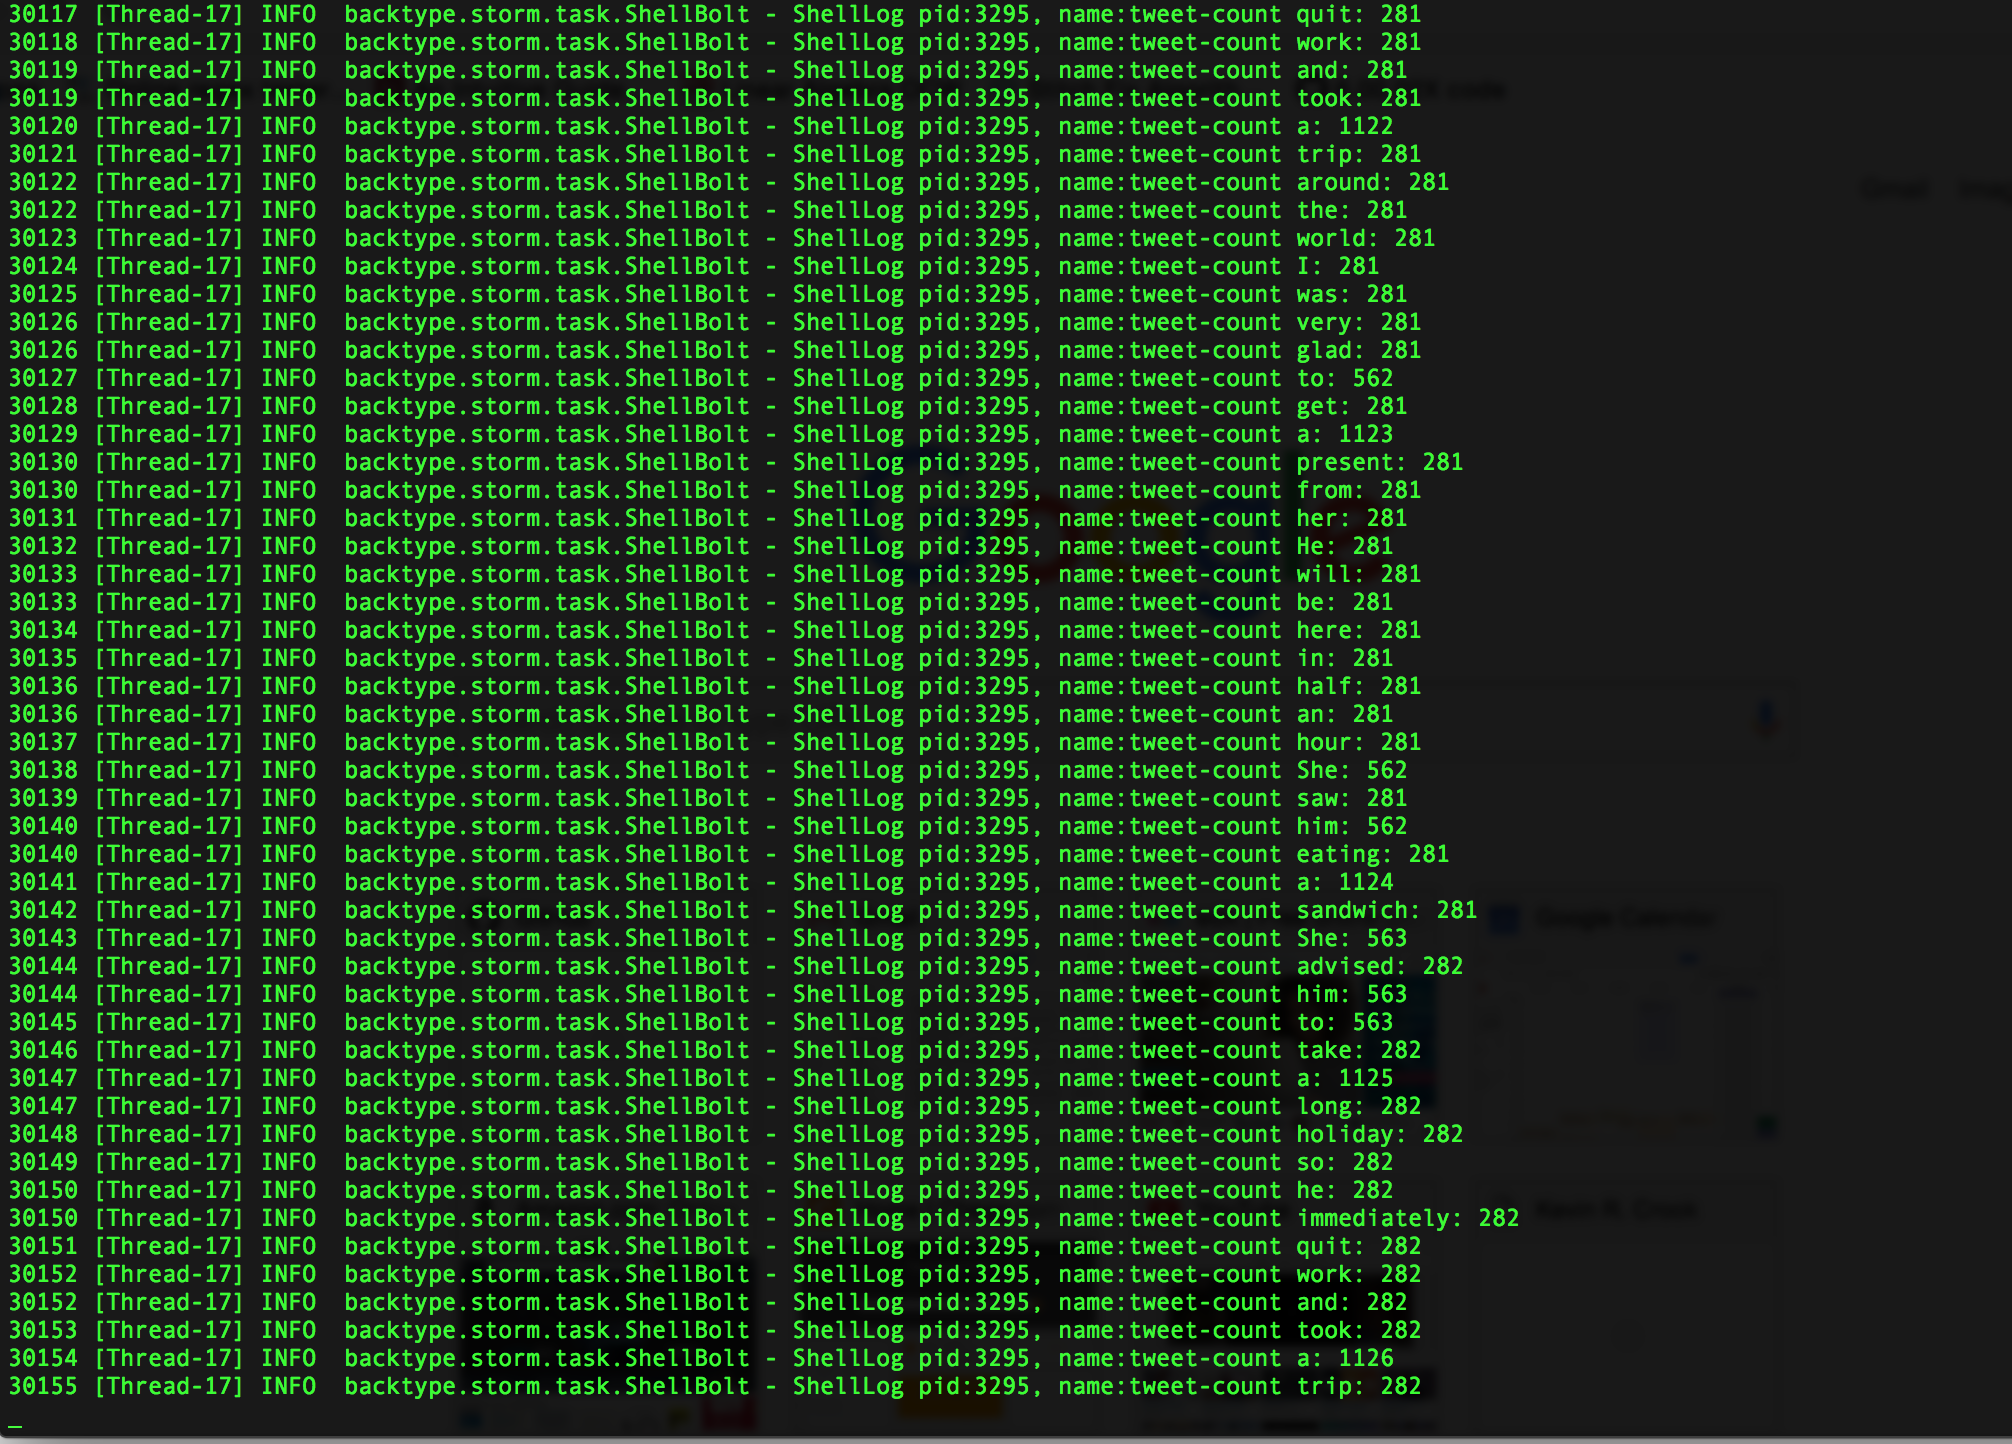 30117 [Thread-17] INFO  backtype.storm.task.ShellBolt - ShellLog pid:3295, name:tweet-count quit: 281
30118 [Thread-17] INFO  backtype.storm.task.ShellBolt - ShellLog pid:3295, name:tweet-count work: 281
30119 [Thread-17] INFO  backtype.storm.task.ShellBolt - ShellLog pid:3295, name:tweet-count and: 281
30119 [Thread-17] INFO  backtype.storm.task.ShellBolt - ShellLog pid:3295, name:tweet-count took: 281
30120 [Thread-17] INFO  backtype.storm.task.ShellBolt - ShellLog pid:3295, name:tweet-count a: 1122
30121 [Thread-17] INFO  backtype.storm.task.ShellBolt - ShellLog pid:3295, name:tweet-count trip: 281
30122 [Thread-17] INFO  backtype.storm.task.ShellBolt - ShellLog pid:3295, name:tweet-count around: 281
30122 [Thread-17] INFO  backtype.storm.task.ShellBolt - ShellLog pid:3295, name:tweet-count the: 281
30123 [Thread-17] INFO  backtype.storm.task.ShellBolt - ShellLog pid:3295, name:tweet-count world: 281
30124 [Thread-17] INFO  backtype.storm.task.ShellBolt - ShellLog pid:3295, name:tweet-count I: 281
30125 [Thread-17] INFO  backtype.storm.task.ShellBolt - ShellLog pid:3295, name:tweet-count was: 281
30126 [Thread-17] INFO  backtype.storm.task.ShellBolt - ShellLog pid:3295, name:tweet-count very: 281
30126 [Thread-17] INFO  backtype.storm.task.ShellBolt - ShellLog pid:3295, name:tweet-count glad: 281
30127 [Thread-17] INFO  backtype.storm.task.ShellBolt - ShellLog pid:3295, name:tweet-count to: 562
30128 [Thread-17] INFO  backtype.storm.task.ShellBolt - ShellLog pid:3295, name:tweet-count get: 281
30129 [Thread-17] INFO  backtype.storm.task.ShellBolt - ShellLog pid:3295, name:tweet-count a: 1123
30130 [Thread-17] INFO  backtype.storm.task.ShellBolt - ShellLog pid:3295, name:tweet-count present: 281
30130 [Thread-17] INFO  backtype.storm.task.ShellBolt - ShellLog pid:3295, name:tweet-count from: 281
30131 [Thread-17] INFO  backtype.storm.task.ShellBolt - ShellLog pid:3295, name:tweet-count her: 281
30132 [Thread-17] INFO  backtype.storm.task.ShellBolt - ShellLog pid:3295, name:tweet-count He: 281
30133 [Thread-17] INFO  backtype.storm.task.ShellBolt - ShellLog pid:3295, name:tweet-count will: 281
30133 [Thread-17] INFO  backtype.storm.task.ShellBolt - ShellLog pid:3295, name:tweet-count be: 281
30134 [Thread-17] INFO  backtype.storm.task.ShellBolt - ShellLog pid:3295, name:tweet-count here: 281
30135 [Thread-17] INFO  backtype.storm.task.ShellBolt - ShellLog pid:3295, name:tweet-count in: 281
30136 [Thread-17] INFO  backtype.storm.task.ShellBolt - ShellLog pid:3295, name:tweet-count half: 281
30136 [Thread-17] INFO  backtype.storm.task.ShellBolt - ShellLog pid:3295, name:tweet-count an: 281
30137 [Thread-17] INFO  backtype.storm.task.ShellBolt - ShellLog pid:3295, name:tweet-count hour: 281
30138 [Thread-17] INFO  backtype.storm.task.ShellBolt - ShellLog pid:3295, name:tweet-count She: 562
30139 [Thread-17] INFO  backtype.storm.task.ShellBolt - ShellLog pid:3295, name:tweet-count saw: 281
30140 [Thread-17] INFO  backtype.storm.task.ShellBolt - ShellLog pid:3295, name:tweet-count him: 562
30140 [Thread-17] INFO  backtype.storm.task.ShellBolt - ShellLog pid:3295, name:tweet-count eating: 281
30141 [Thread-17] INFO  backtype.storm.task.ShellBolt - ShellLog pid:3295, name:tweet-count a: 1124
30142 [Thread-17] INFO  backtype.storm.task.ShellBolt - ShellLog pid:3295, name:tweet-count sandwich: 281
30143 [Thread-17] INFO  backtype.storm.task.ShellBolt - ShellLog pid:3295, name:tweet-count She: 563
30144 [Thread-17] INFO  backtype.storm.task.ShellBolt - ShellLog pid:3295, name:tweet-count advised: 282
30144 [Thread-17] INFO  backtype.storm.task.ShellBolt - ShellLog pid:3295, name:tweet-count him: 563
30145 [Thread-17] INFO  backtype.storm.task.ShellBolt - ShellLog pid:3295, name:tweet-count to: 563
30146 [Thread-17] INFO  backtype.storm.task.ShellBolt - ShellLog pid:3295, name:tweet-count take: 282
30147 [Thread-17] INFO  backtype.storm.task.ShellBolt - ShellLog pid:3295, name:tweet-count a: 1125
30147 [Thread-17] INFO  backtype.storm.task.ShellBolt - ShellLog pid:3295, name:tweet-count long: 282
30148 [Thread-17] INFO  backtype.storm.task.ShellBolt - ShellLog pid:3295, name:tweet-count holiday: 282
30149 [Thread-17] INFO  backtype.storm.task.ShellBolt - ShellLog pid:3295, name:tweet-count so: 282
30150 [Thread-17] INFO  backtype.storm.task.ShellBolt - ShellLog pid:3295, name:tweet-count he: 282
30150 [Thread-17] INFO  backtype.storm.task.ShellBolt - ShellLog pid:3295, name:tweet-count immediately: 282
30151 [Thread-17] INFO  backtype.storm.task.ShellBolt - ShellLog pid:3295, name:tweet-count quit: 282
30152 [Thread-17] INFO  backtype.storm.task.ShellBolt - ShellLog pid:3295, name:tweet-count work: 282
30152 [Thread-17] INFO  backtype.storm.task.ShellBolt - ShellLog pid:3295, name:tweet-count and: 282
30153 [Thread-17] INFO  backtype.storm.task.ShellBolt - ShellLog pid:3295, name:tweet-count took: 282
30154 [Thread-17] INFO  backtype.storm.task.ShellBolt - ShellLog pid:3295, name:tweet-count a: 1126
30155 [Thread-17] INFO  backtype.storm.task.ShellBolt - ShellLog pid:3295, name:tweet-count trip: 282
code
Gmail
Google Calendar